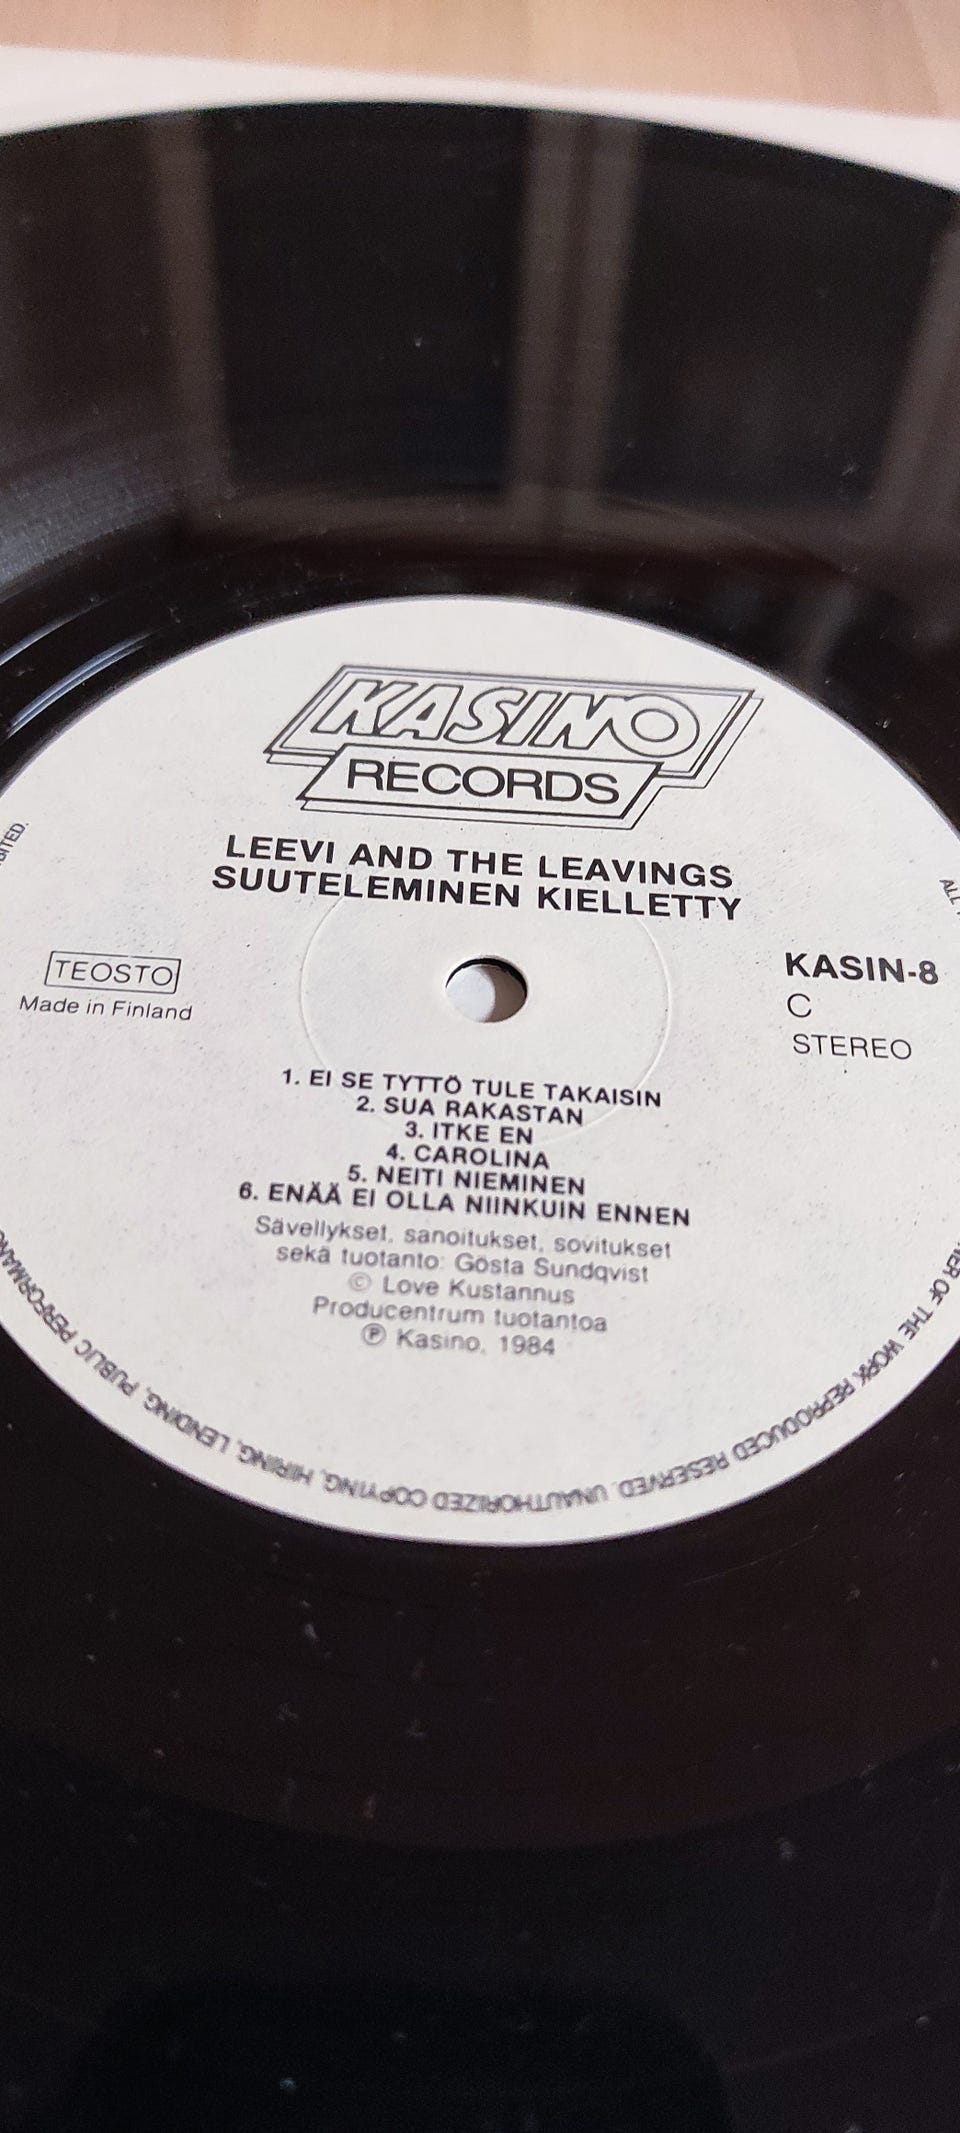 KASINO
RECORDS
LEEVI AND THE LEAVINGS
SUUTELEMINEN KIELLETTY
TEOSTO
Made in Finland
KASIN-8
C
STEREO
1. EI SE TYTTÖ TULE TAKAISIN
2. SUA RAKASTAN
3. ITKE EN
4. CAROLINA
5. NEITI NIEMINEN
6. ENÄÄ EI OLLA NIINKUIN ENNEN
Sävellykset, sanoitukset, sovitukset
sekä tuotanto: Gösta Sundqvist
© Love Kustannus
Producentrum tuotantoa
℗ Kasino, 1984
ALL OF THE WORK REPRODUCED RESERVED. UNAUTHORIZED COPYING, HIRING, LENDING, PUBLIC